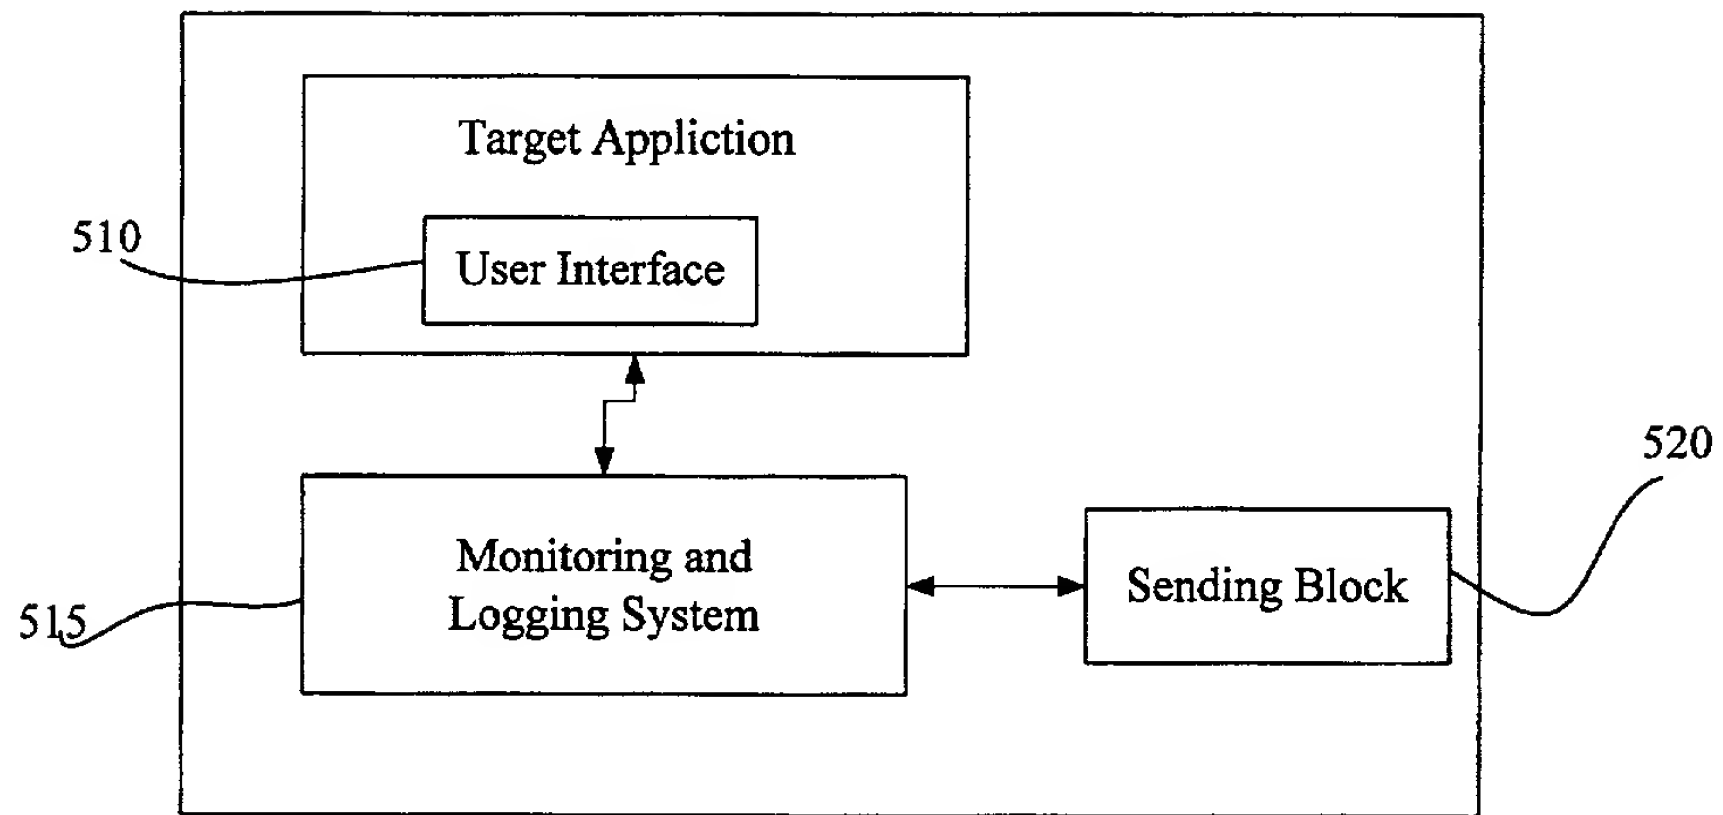 Target Appliction
510
User Interface
520
Monitoring and
Logging System
Sending Block
515